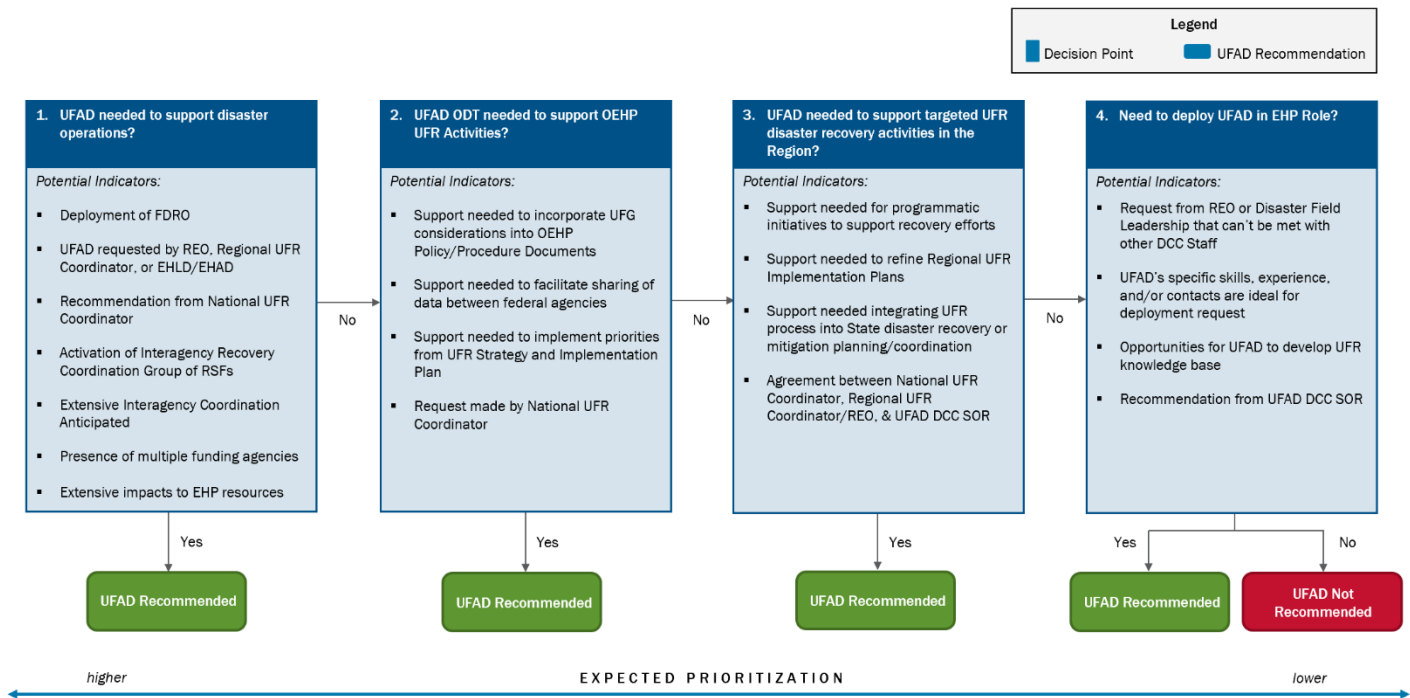 Legend
Decision Point
UFAD Recommendation
1. UFAD needed to support disaster
operations?
Potential Indicators:
▪ Deployment of FDRO
▪ UFAD requested by REO, Regional UFR
Coordinator, or EHLD/EHAD
▪ Recommendation from National UFR
Coordinator
▪ Activation of Interagency Recovery
Coordination Group of RSFs
▪ Extensive Interagency Coordination
Anticipated
▪ Presence of multiple funding agencies
▪ Extensive impacts to EHP resources
No
Yes
UFAD Recommended
2. UFAD ODT needed to support OEHP
UFR Activities?
Potential Indicators:
▪ Support needed to incorporate UFG
considerations into OEHP
Policy/Procedure Documents
▪ Support needed to facilitate sharing of
data between federal agencies
▪ Support needed to implement priorities
from UFR Strategy and Implementation
Plan
▪ Request made by National UFR
Coordinator
No
Yes
UFAD Recommended
3. UFAD needed to support targeted UFR
disaster recovery activities in the
Region?
Potential Indicators:
▪ Support needed for programmatic
initiatives to support recovery efforts
▪ Support needed to refine Regional UFR
Implementation Plans
▪ Support needed integrating UFR
process into State disaster recovery or
mitigation planning/coordination
▪ Agreement between National UFR
Coordinator, Regional UFR
Coordinator/REO, & UFAD DCC SOR
No
Yes
UFAD Recommended
4. Need to deploy UFAD in EHP Role?
Potential Indicators:
▪ Request from REO or Disaster Field
Leadership that can't be met with
other DCC Staff
▪ UFAD's specific skills, experience,
and/or contacts are ideal for
deployment request
▪ Opportunities for UFAD to develop UFR
knowledge base
▪ Recommendation from UFAD DCC SOR
Yes
No
UFAD Recommended
UFAD Not
Recommended
higher
EXPECTED PRIORITIZATION
lower